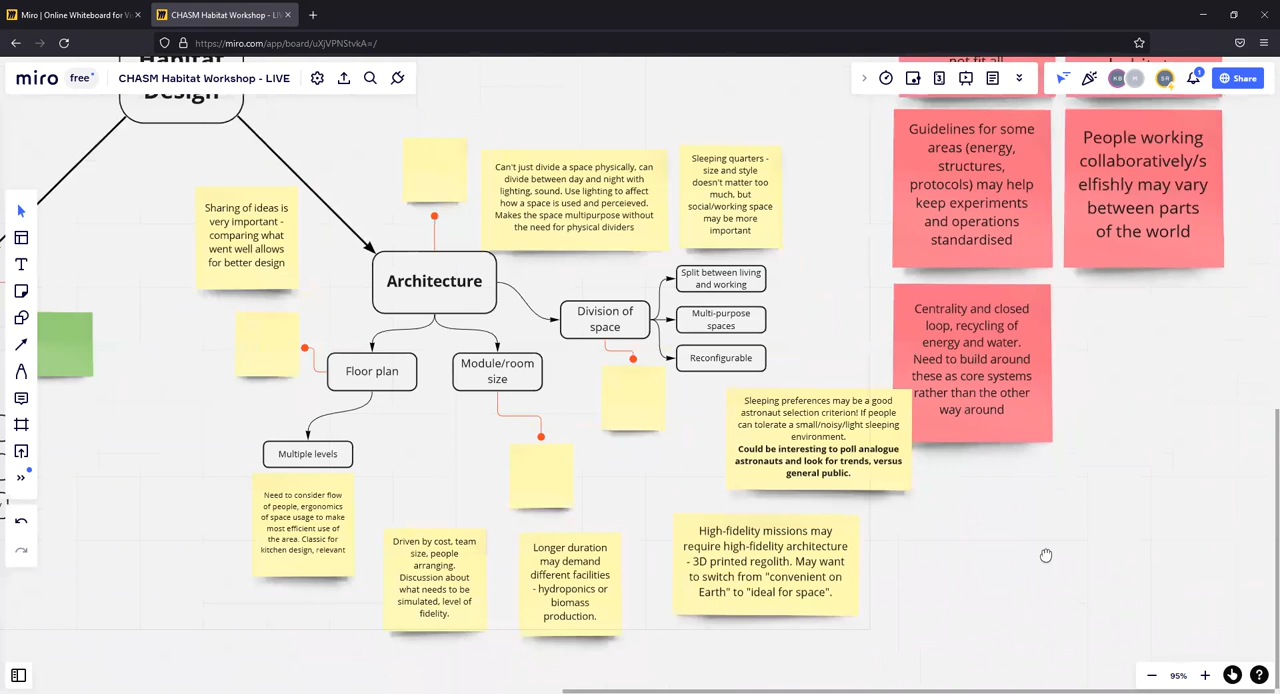 Miro | Online Whiteboard for Vi
CHASM Habitat Workshop - LIVE
https://miro.com/app/board/uXjVPNStvkA=/
miro
free
CHASM Habitat Workshop - LIVE
3
KB
SR
1
Share
Habitat
Design
not fit all
Guidelines for some
areas (energy,
structures,
protocols) may help
keep experiments
and operations
standardised
People working
collaboratively/s
elfishly may vary
between parts
of the world
Can't just divide a space physically, can
divide between day and night with
lighting, sound. Use lighting to affect
how a space is used and perceieved.
Makes the space multipurpose without
the need for physical dividers
Sleeping quarters -
size and style
doesn't matter too
much, but
social/working space
may be more
important
Sharing of ideas is
very important -
comparing what
went well allows
for better design
Architecture
Division of
space
Split between living
and working
Multi-purpose
spaces
Reconfigurable
Floor plan
Module/room
size
Centrality and closed
loop, recycling of
energy and water.
Need to build around
these as core systems
rather than the other
way around
Sleeping preferences may be a good
astronaut selection criterion! If people
can tolerate a small/noisy/light sleeping
environment.
Could be interesting to poll analogue
astronauts and look for trends, versus
general public.
Multiple levels
Need to consider flow
of people, ergonomics
of space usage to make
most efficient use of
the area. Classic for
kitchen design, relevant
Driven by cost, team
size, people
arranging.
Discussion about
what needs to be
simulated, level of
fidelity.
Longer duration
may demand
different facilities
- hydroponics or
biomass
production.
High-fidelity missions may
require high-fidelity architecture
- 3D printed regolith. May want
to switch from "convenient on
Earth" to "ideal for space".
95%